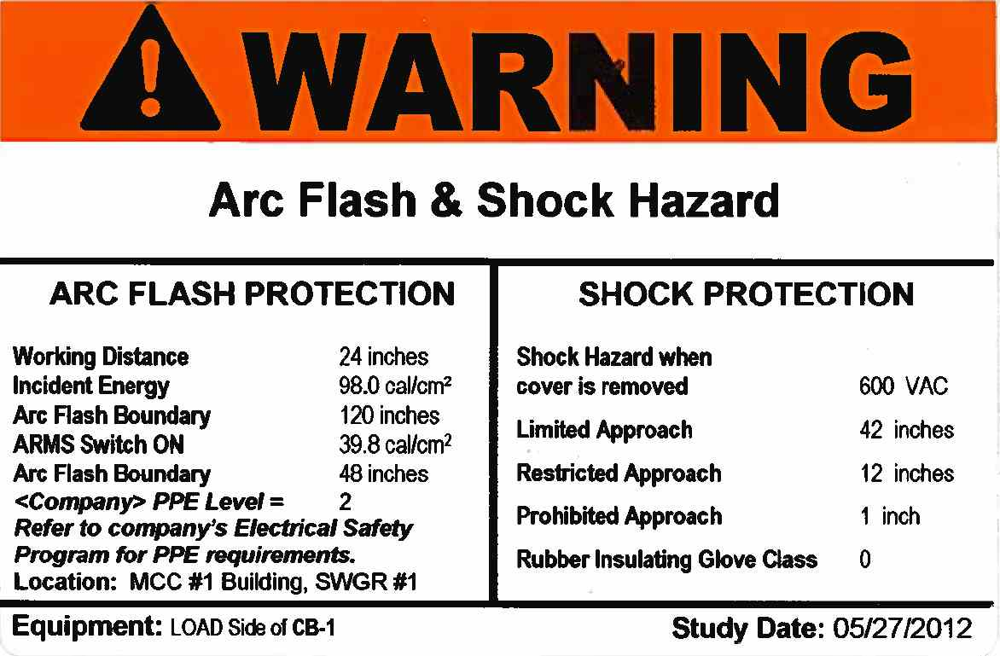 WARNING
Arc Flash & Shock Hazard
ARC FLASH PROTECTION
Working Distance 24 inches
Incident Energy 98.0 cal/cm²
Arc Flash Boundary 120 inches
ARMS Switch ON 39.8 cal/cm²
Arc Flash Boundary 48 inches
<Company> PPE Level = 2
Refer to company's Electrical Safety
Program for PPE requirements.
Location: MCC #1 Building, SWGR #1
SHOCK PROTECTION
Shock Hazard when
cover is removed 600 VAC
Limited Approach 42 inches
Restricted Approach 12 inches
Prohibited Approach 1 inch
Rubber Insulating Glove Class 0
Equipment: LOAD Side of CB-1
Study Date: 05/27/2012